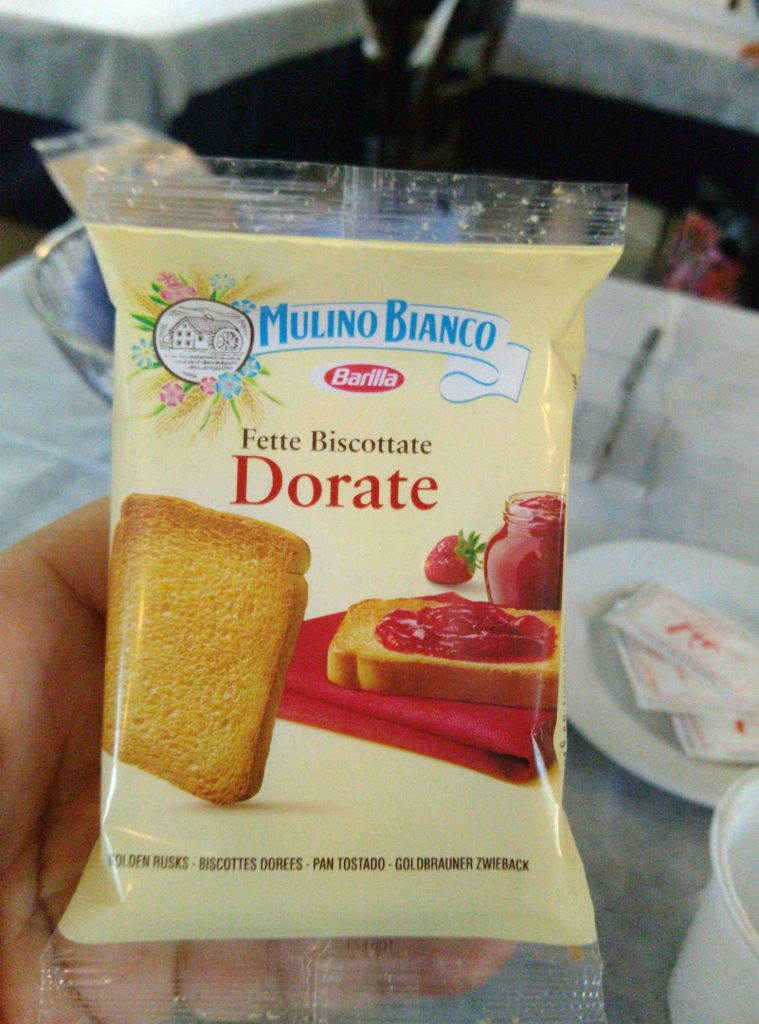 MULINO BIANCO
Barilla
Fette Biscottate
Dorate
GOLDEN RUSKS - BISCOTTES DOREES - PAN TOSTADO - GOLDBRAUNER ZWIEBACK